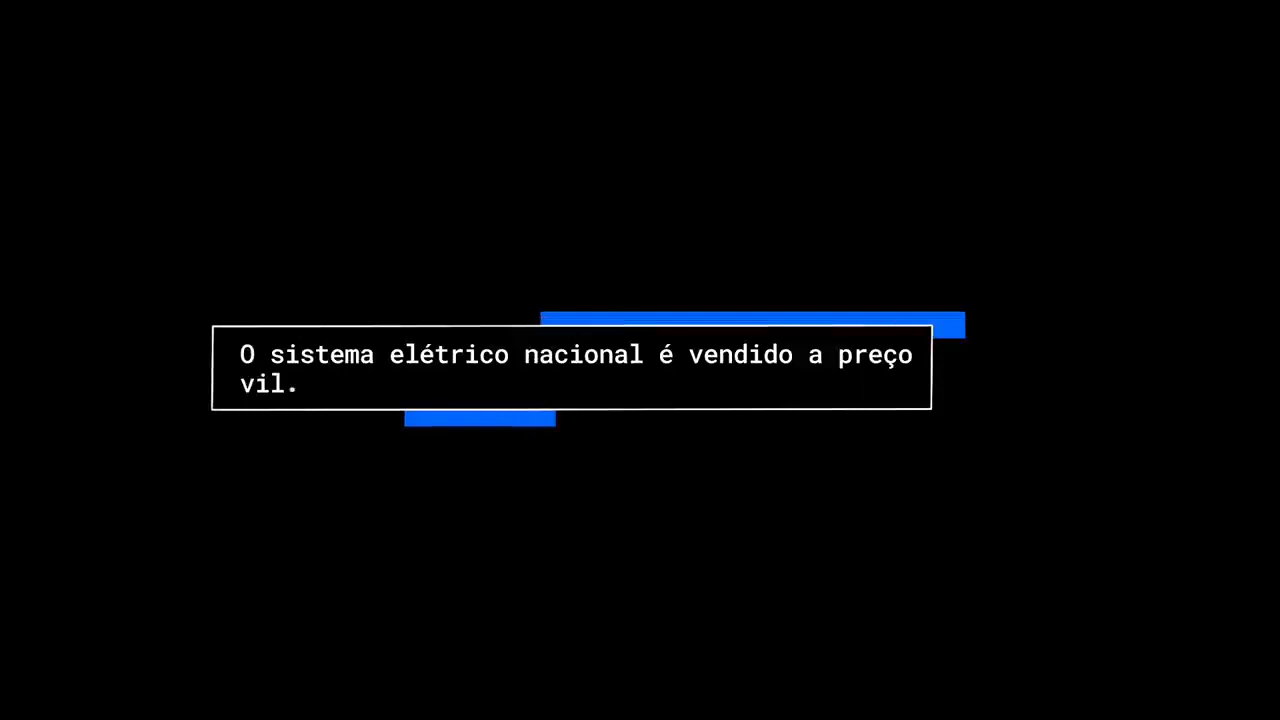 O sistema elétrico nacional é vendido a preço
vil.